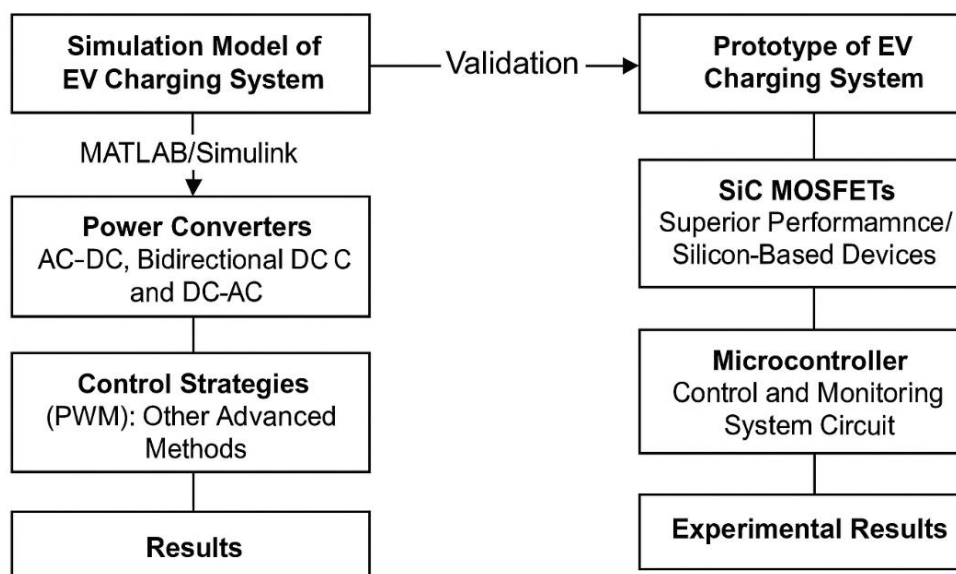 Simulation Model of
EV Charging System
Validation
Prototype of EV
Charging System
MATLAB/Simulink
Power Converters
AC-DC, Bidirectional DC C
and DC-AC
Control Strategies
(PWM): Other Advanced
Methods
Results
SiC MOSFETs
Superior Performamnce/
Silicon-Based Devices
Microcontroller
Control and Monitoring
System Circuit
Experimental Results